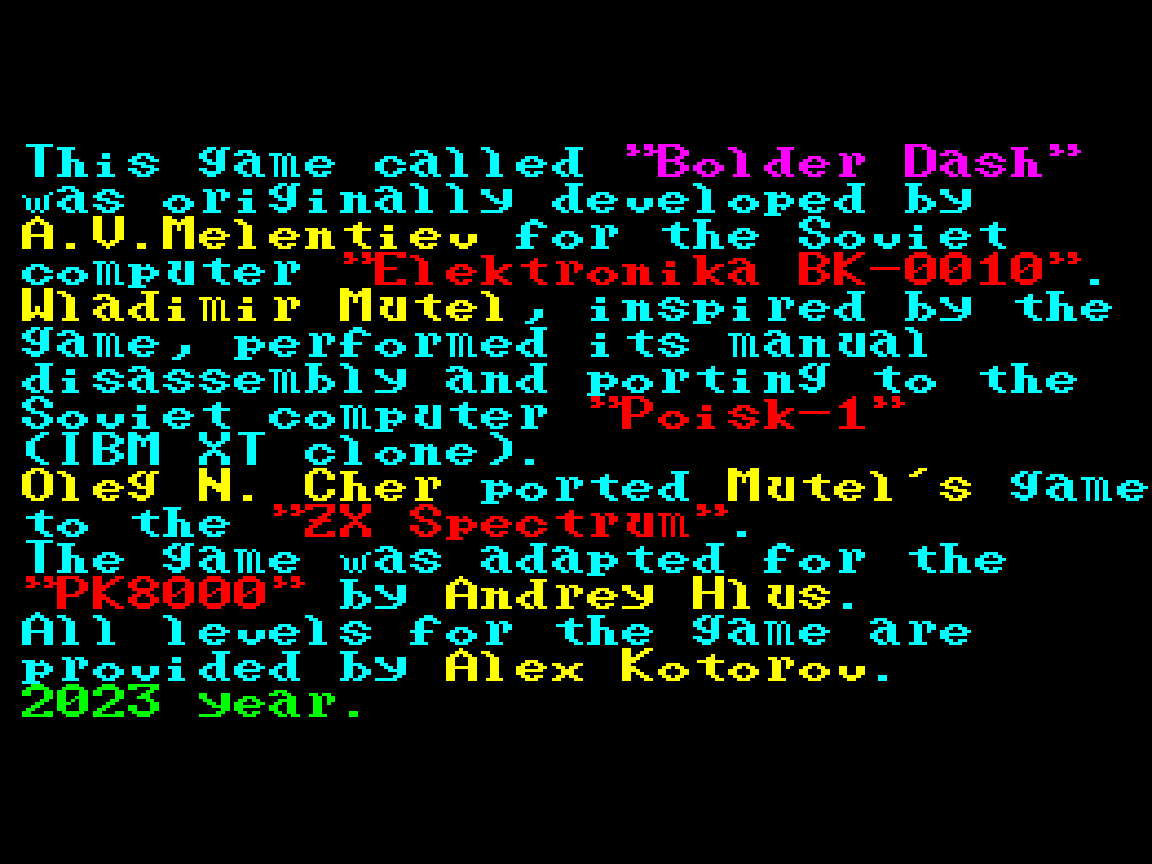 This game called "Bolder Dash"
was originally developed by
A.V.Melentiev for the Soviet
computer "Elektronika BK-0010".
Wladimir Mutel, inspired by the
game, performed its manual
disassembly and porting to the
Soviet computer "Poisk-1"
(IBM XT clone).
Oleg N. Cher ported Mutel´s game
to the "ZX Spectrum".
The game was adapted for the
"PK8000" by Andrey Hlus.
All levels for the game are
provided by Alex Kotorov.
2023 year.